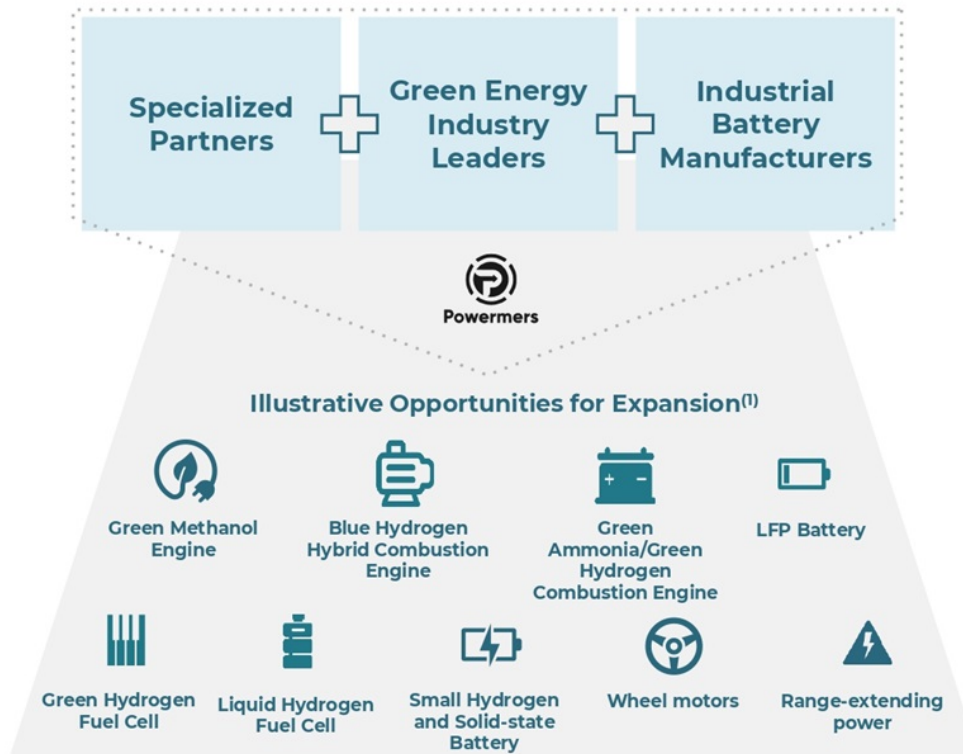 Specialized
Partners
Green Energy
Industry
Leaders
Industrial
Battery
Manufacturers
Powermers
Illustrative Opportunities for Expansion(1)
Green Methanol
Engine
Blue Hydrogen
Hybrid Combustion
Engine
Green
Ammonia/Green
Hydrogen
Combustion Engine
LFP Battery
Green Hydrogen
Fuel Cell
Liquid Hydrogen
Fuel Cell
Small Hydrogen
and Solid-state
Battery
Wheel motors
Range-extending
power